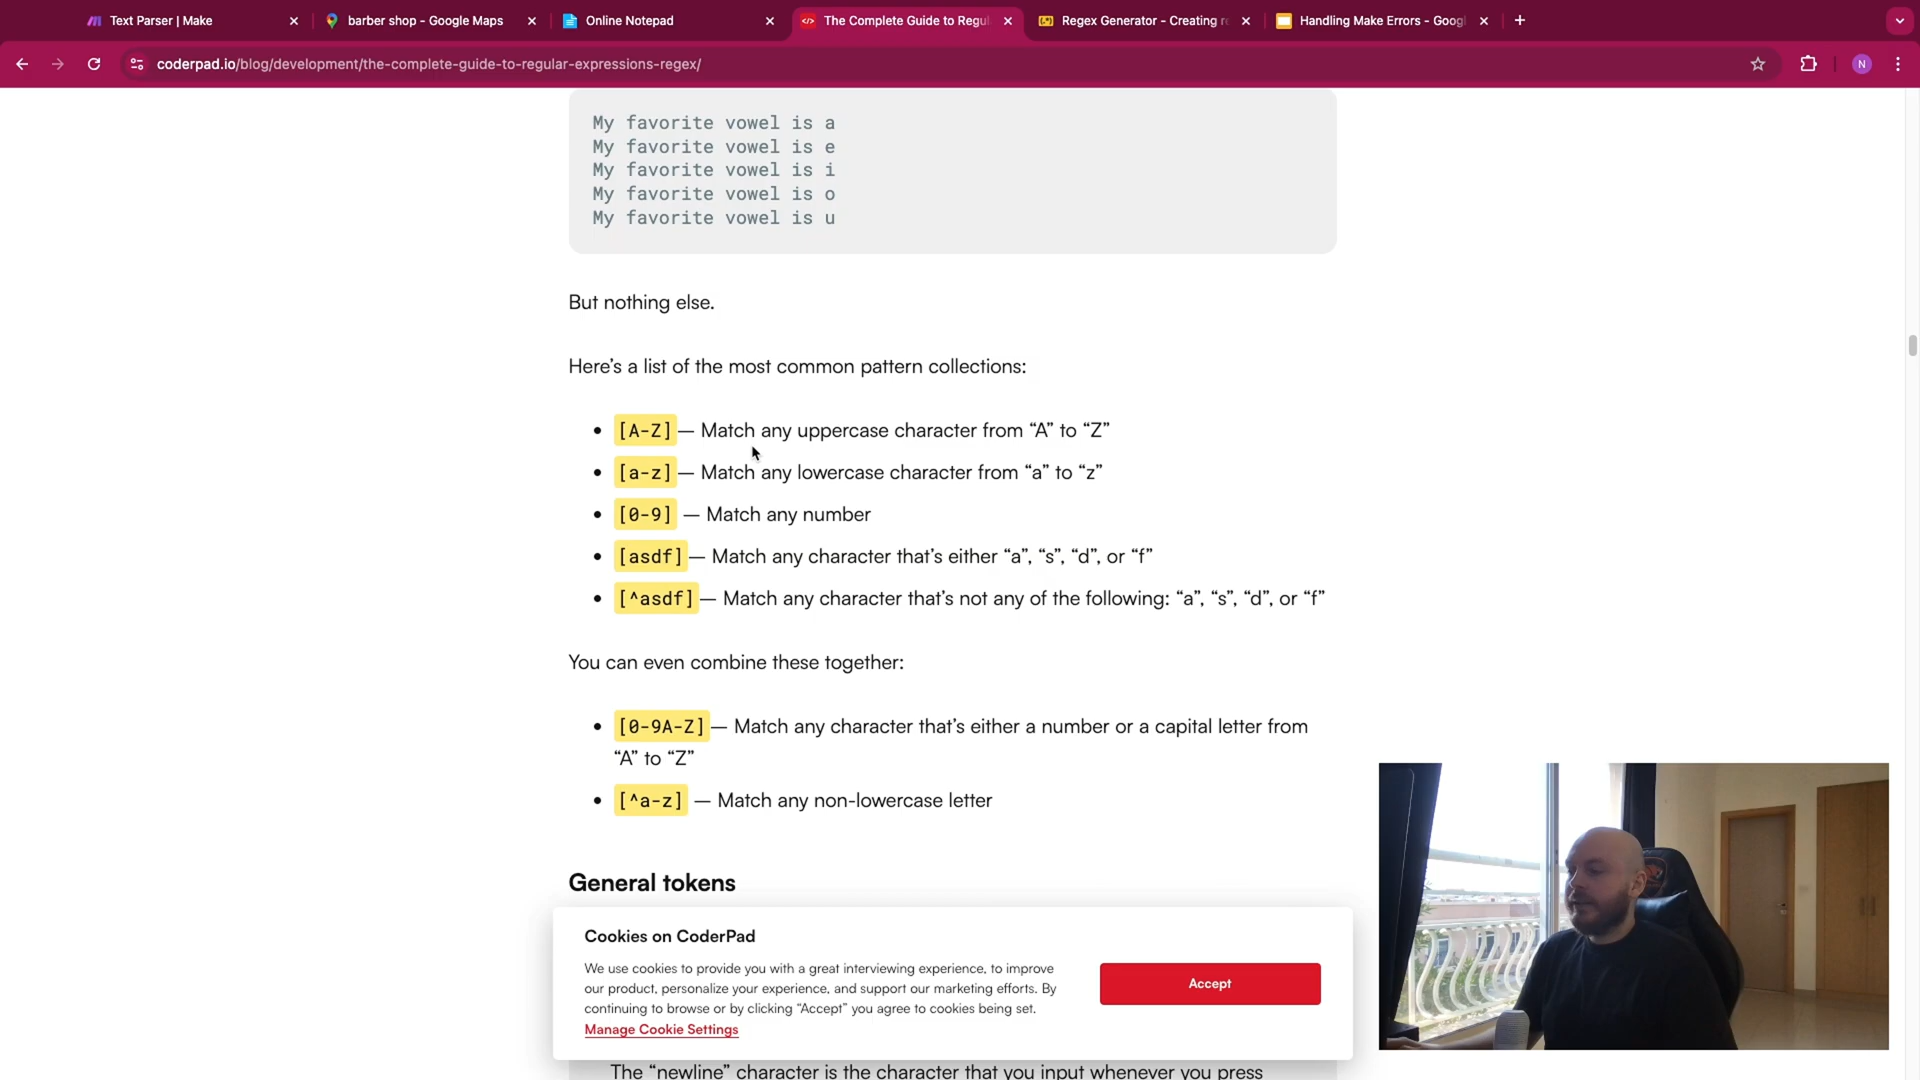 Text Parser | Make
barber shop - Google Maps
Online Notepad
The Complete Guide to Regul
Regex Generator - Creating r
Handling Make Errors - Goog
coderpad.io/blog/development/the-complete-guide-to-regular-expressions-regex/
N
My favorite vowel is a
My favorite vowel is e
My favorite vowel is i
My favorite vowel is o
My favorite vowel is u
But nothing else.
Here’s a list of the most common pattern collections:
[A-Z] — Match any uppercase character from “A” to “Z”
[a-z] — Match any lowercase character from “a” to “z”
[0-9] — Match any number
[asdf] — Match any character that’s either “a”, “s”, “d”, or “f”
[^asdf] — Match any character that’s not any of the following: “a”, “s”, “d”, or “f”
You can even combine these together:
[0-9A-Z] — Match any character that’s either a number or a capital letter from
“A” to “Z”
[^a-z] — Match any non-lowercase letter
General tokens
Cookies on CoderPad
We use cookies to provide you with a great interviewing experience, to improve
our product, personalize your experience, and support our marketing efforts. By
continuing to browse or by clicking “Accept” you agree to cookies being set.
Manage Cookie Settings
Accept
The “newline” character is the character that you input whenever you press